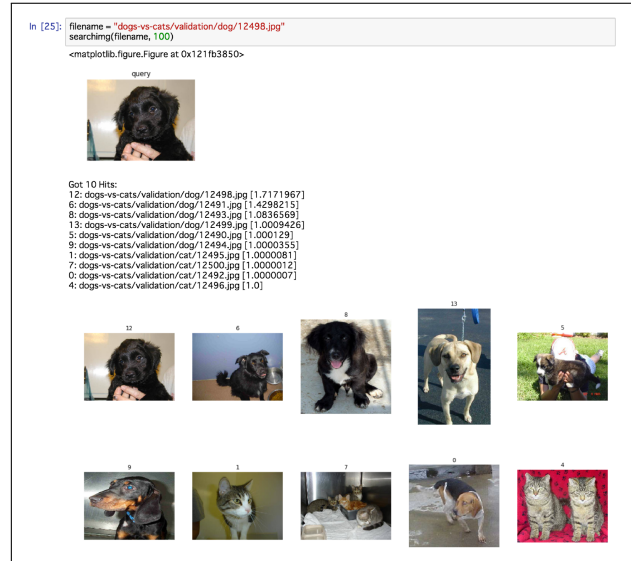 In [25]: filename = "dogs-vs-cats/validation/dog/12498.jpg"
searchimg(filename, 100)
<matplotlib.figure.Figure at 0x121fb3850>
query
Got 10 Hits:
12: dogs-vs-cats/validation/dog/12498.jpg [1.7171967]
6: dogs-vs-cats/validation/dog/12491.jpg [1.4298215]
8: dogs-vs-cats/validation/dog/12493.jpg [1.0836569]
13: dogs-vs-cats/validation/dog/12499.jpg [1.0009426]
5: dogs-vs-cats/validation/dog/12490.jpg [1.000129]
9: dogs-vs-cats/validation/dog/12494.jpg [1.0000355]
1: dogs-vs-cats/validation/cat/12495.jpg [1.0000081]
7: dogs-vs-cats/validation/cat/12500.jpg [1.0000012]
0: dogs-vs-cats/validation/cat/12492.jpg [1.0000007]
4: dogs-vs-cats/validation/cat/12496.jpg [1.0]
12 6 8 13 5
9 1 7 0 4